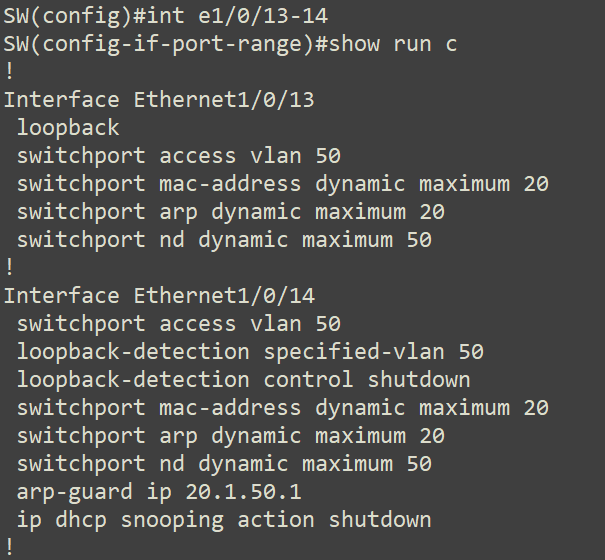 SW(config)#int e1/0/13-14
SW(config-if-port-range)#show run c
!
Interface Ethernet1/0/13
 loopback
 switchport access vlan 50
 switchport mac-address dynamic maximum 20
 switchport arp dynamic maximum 20
 switchport nd dynamic maximum 50
!
Interface Ethernet1/0/14
 switchport access vlan 50
 loopback-detection specified-vlan 50
 loopback-detection control shutdown
 switchport mac-address dynamic maximum 20
 switchport arp dynamic maximum 20
 switchport nd dynamic maximum 50
 arp-guard ip 20.1.50.1
 ip dhcp snooping action shutdown
!